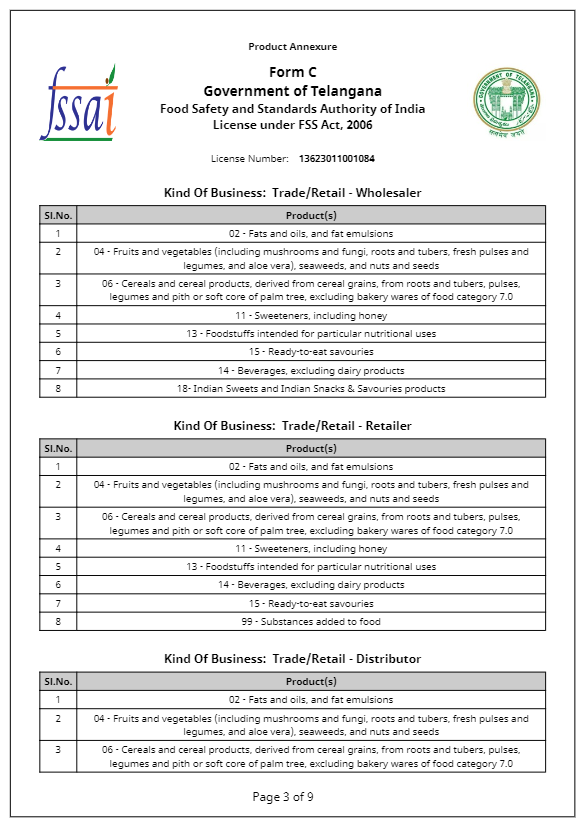 Product Annexure
Form C
Government of Telangana
Food Safety and Standards Authority of India
License under FSS Act, 2006
fssai
GOVERNMENT OF TELANGANA
सत्यमेव जयते
License Number: 13623011001084
Kind Of Business: Trade/Retail - Wholesaler
Sl.No. Product(s)
1 02 - Fats and oils, and fat emulsions
2 04 - Fruits and vegetables (including mushrooms and fungi, roots and tubers, fresh pulses and
legumes, and aloe vera), seaweeds, and nuts and seeds
3 06 - Cereals and cereal products, derived from cereal grains, from roots and tubers, pulses,
legumes and pith or soft core of palm tree, excluding bakery wares of food category 7.0
4 11 - Sweeteners, including honey
5 13 - Foodstuffs intended for particular nutritional uses
6 15 - Ready-to-eat savouries
7 14 - Beverages, excluding dairy products
8 18- Indian Sweets and Indian Snacks & Savouries products
Kind Of Business: Trade/Retail - Retailer
Sl.No. Product(s)
1 02 - Fats and oils, and fat emulsions
2 04 - Fruits and vegetables (including mushrooms and fungi, roots and tubers, fresh pulses and
legumes, and aloe vera), seaweeds, and nuts and seeds
3 06 - Cereals and cereal products, derived from cereal grains, from roots and tubers, pulses,
legumes and pith or soft core of palm tree, excluding bakery wares of food category 7.0
4 11 - Sweeteners, including honey
5 13 - Foodstuffs intended for particular nutritional uses
6 14 - Beverages, excluding dairy products
7 15 - Ready-to-eat savouries
8 99 - Substances added to food
Kind Of Business: Trade/Retail - Distributor
Sl.No. Product(s)
1 02 - Fats and oils, and fat emulsions
2 04 - Fruits and vegetables (including mushrooms and fungi, roots and tubers, fresh pulses and
legumes, and aloe vera), seaweeds, and nuts and seeds
3 06 - Cereals and cereal products, derived from cereal grains, from roots and tubers, pulses,
legumes and pith or soft core of palm tree, excluding bakery wares of food category 7.0
Page 3 of 9